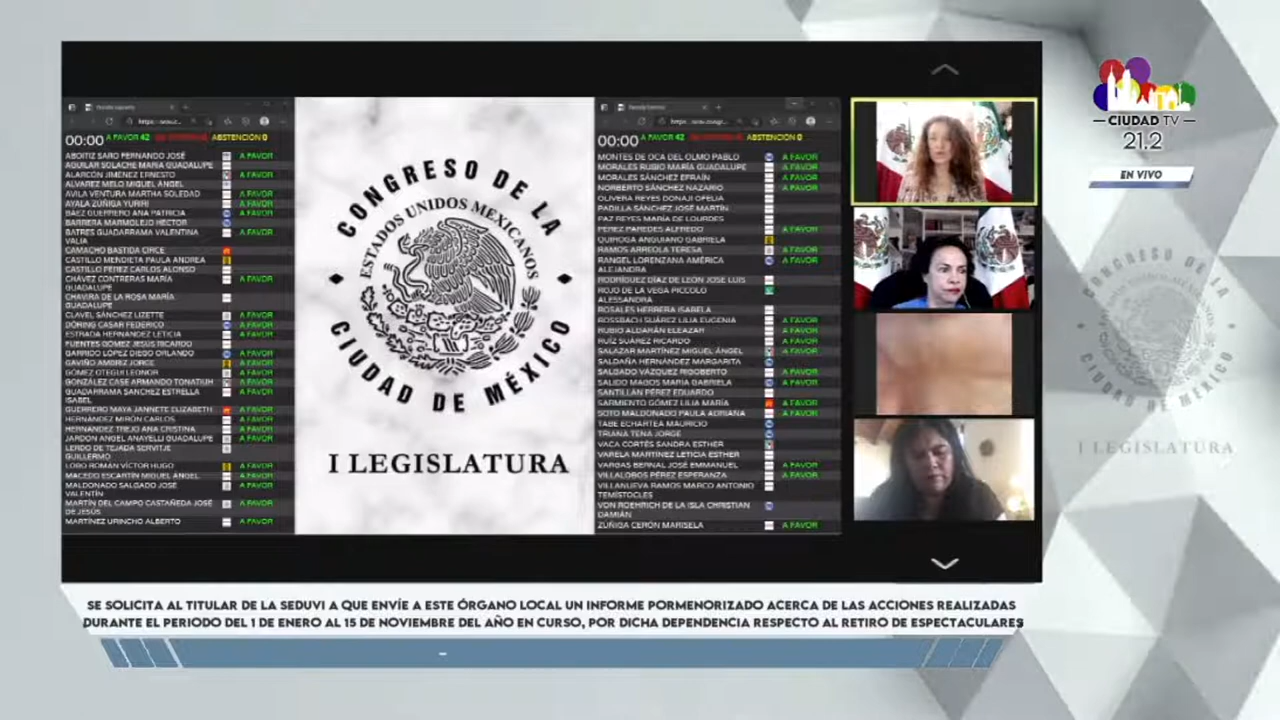 00:00 A FAVOR 42 ABSTENCIÓN 0
ABOITIZ SARO FERNANDO JOSÉ A FAVOR
AGUILAR SOLACHE MARÍA GUADALUPE
ALARCÓN JIMÉNEZ ERNESTO A FAVOR
ÁLVAREZ MELO MIGUEL ÁNGEL
ÁVILA VENTURA MARTHA SOLEDAD A FAVOR
AYALA ZÚÑIGA YURIRI A FAVOR
BÁEZ GUERRERO ANA PATRICIA A FAVOR
BARRERA MARMOLEJO HÉCTOR
BATRES GUADARRAMA VALENTINA A FAVOR
VALIA
CAMACHO BASTIDA CIRCE
CASTILLO MENDIETA PAULA ANDREA
CASTILLO PÉREZ CARLOS ALONSO
CHÁVEZ CONTRERAS MARÍA A FAVOR
GUADALUPE
CHAVIRA DE LA ROSA MARÍA
GUADALUPE
CLAVEL SÁNCHEZ LIZETTE A FAVOR
DÖRING CASAR FEDERICO A FAVOR
ESTRADA HERNÁNDEZ LETICIA A FAVOR
FUENTES GÓMEZ JESÚS RICARDO
GARRIDO LÓPEZ DIEGO ORLANDO A FAVOR
GAVIÑO AMBRIZ JORGE A FAVOR
GÓMEZ OTEGUI LEONOR A FAVOR
GONZÁLEZ CASE ARMANDO TONATIUH A FAVOR
GUADARRAMA SÁNCHEZ ESTRELLA A FAVOR
ISABEL
GUERRERO MAYA JANNETE ELIZABETH A FAVOR
HERNÁNDEZ MIRÓN CARLOS A FAVOR
HERNÁNDEZ TREJO ANA CRISTINA A FAVOR
JARDÓN ÁNGEL ANAYELLI GUADALUPE A FAVOR
LERDO DE TEJADA SERVITJE
GUILLERMO
LOBO ROMÁN VÍCTOR HUGO A FAVOR
MACEDO ESCARTÍN MIGUEL ÁNGEL A FAVOR
MALDONADO SALGADO JOSÉ A FAVOR
VALENTÍN
MARTÍN DEL CAMPO CASTAÑEDA JOSÉ A FAVOR
DE JESÚS
MARTÍNEZ URINCHO ALBERTO A FAVOR
CONGRESO DE LA
ESTADOS UNIDOS MEXICANOS
CIUDAD DE MÉXICO
I LEGISLATURA
00:00 A FAVOR 42 ABSTENCIÓN 0
MONTES DE OCA DEL OLMO PABLO A FAVOR
MORALES RUBIO MARÍA GUADALUPE A FAVOR
MORALES SÁNCHEZ EFRAÍN A FAVOR
NORBERTO SÁNCHEZ NAZARIO A FAVOR
OLIVERA REYES DONAJI OFELIA
PADILLA SÁNCHEZ JOSÉ MARTÍN
PAZ REYES MARÍA DE LOURDES
PÉREZ PAREDES ALFREDO A FAVOR
QUIROGA ANGUIANO GABRIELA
RAMOS ARREOLA TERESA A FAVOR
RANGEL LORENZANA AMÉRICA A FAVOR
ALEJANDRA
RODRÍGUEZ DÍAZ DE LEÓN JOSÉ LUIS
ROJO DE LA VEGA PICCOLO
ALESSANDRA
ROSALES HERRERA ISABELA
ROSSBACH SUÁREZ LILIA EUGENIA A FAVOR
RUBIO ALDARÁN ELEAZAR A FAVOR
RUIZ SUÁREZ RICARDO A FAVOR
SALAZAR MARTÍNEZ MIGUEL ÁNGEL A FAVOR
SALDAÑA HERNÁNDEZ MARGARITA
SALGADO VÁZQUEZ RIGOBERTO A FAVOR
SALIDO MAGOS MARÍA GABRIELA A FAVOR
SANTILLÁN PÉREZ EDUARDO
SARMIENTO GÓMEZ LILIA MARÍA A FAVOR
SOTO MALDONADO PAULA ADRIANA A FAVOR
TABE ECHARTEA MAURICIO
TRIANA TENA JORGE
VACA CORTÉS SANDRA ESTHER
VARELA MARTÍNEZ LETICIA ESTHER
VARGAS BERNAL JOSÉ EMMANUEL A FAVOR
VILLALOBOS PÉREZ ESPERANZA A FAVOR
VILLANUEVA RAMOS MARCO ANTONIO
TEMÍSTOCLES
VON ROEHRICH DE LA ISLA CHRISTIAN
DAMIÁN
ZÚÑIGA CERÓN MARISELA A FAVOR
CIUDAD TV
21.2
EN VIVO
CONGRESO DE LA
CIUDAD DE MÉXICO
I LEGISLATURA
SE SOLICITA AL TITULAR DE LA SEDUVI A QUE ENVÍE A ESTE ÓRGANO LOCAL UN INFORME PORMENORIZADO ACERCA DE LAS ACCIONES REALIZADAS
DURANTE EL PERIODO DEL 1 DE ENERO AL 15 DE NOVIEMBRE DEL AÑO EN CURSO, POR DICHA DEPENDENCIA RESPECTO AL RETIRO DE ESPECTACULARES